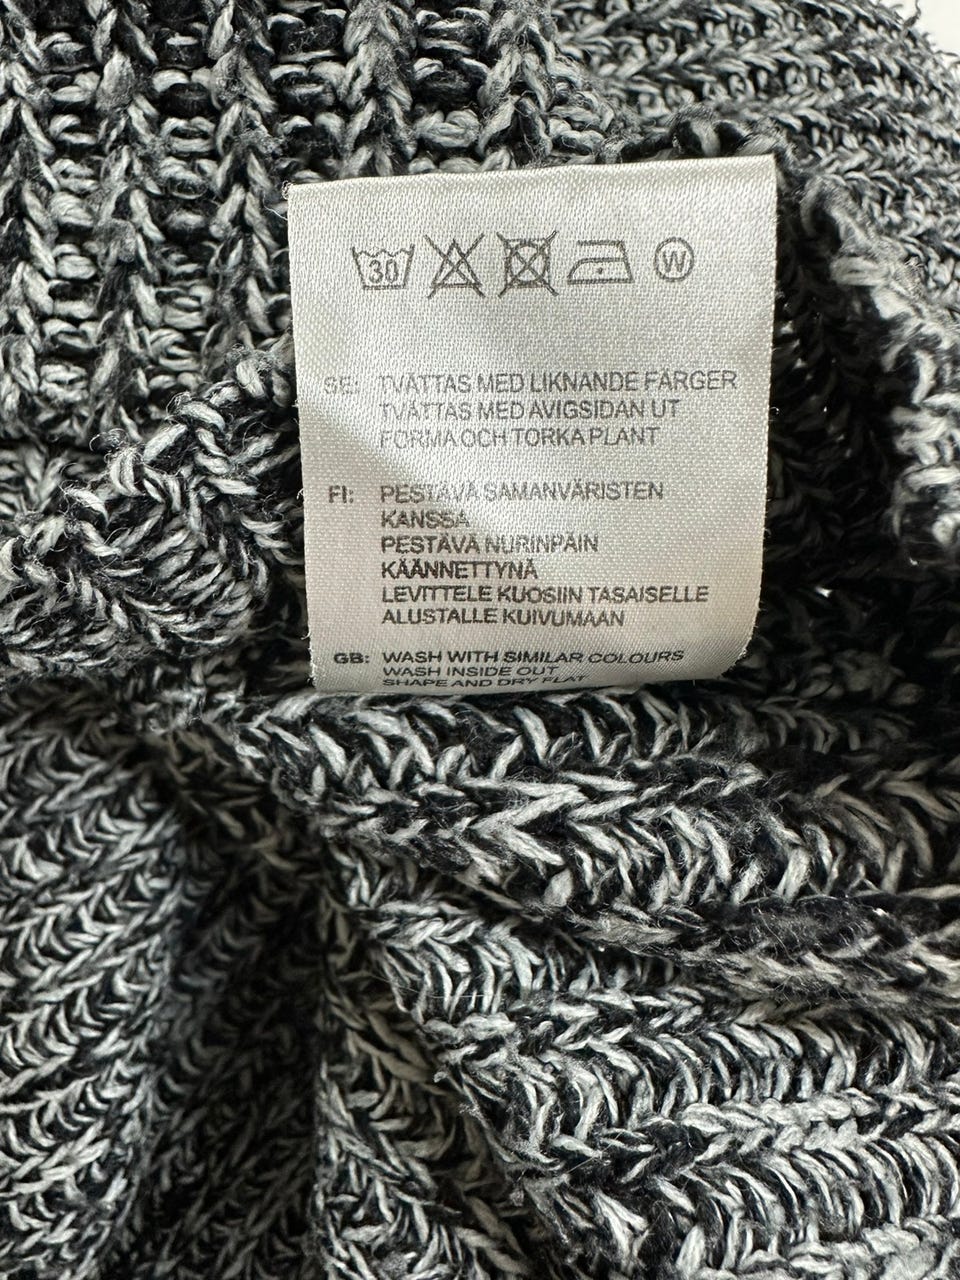 30 W
SE: TVÄTTAS MED LIKNANDE FÄRGER
TVÄTTAS MED AVIGSIDAN UT
FORMA OCH TORKA PLANT
FI: PESTÄVÄ SAMANVÄRISTEN
KANSSA
PESTÄVÄ NURINPÄIN
KÄÄNNETTYNÄ
LEVITTELE KUOSIIN TASAISELLE
ALUSTALLE KUIVUMAAN
GB: WASH WITH SIMILAR COLOURS
WASH INSIDE OUT
SHAPE AND DRY FLAT